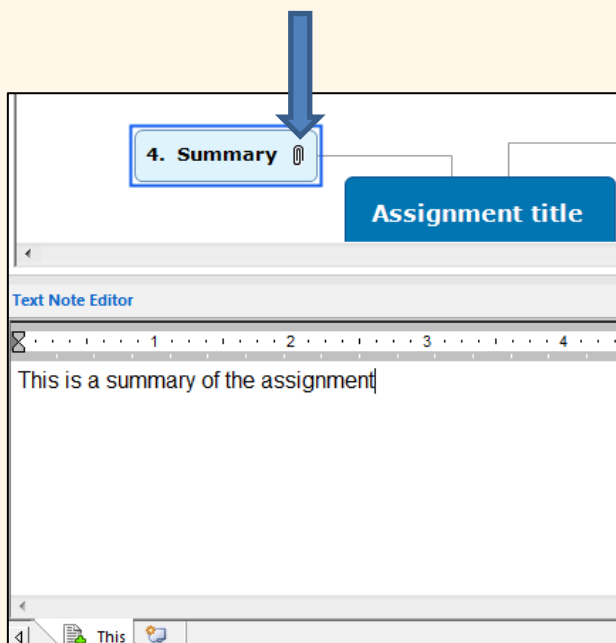 4. Summary
Assignment title
Text Note Editor
1 2 3 4
This is a summary of the assignment
This